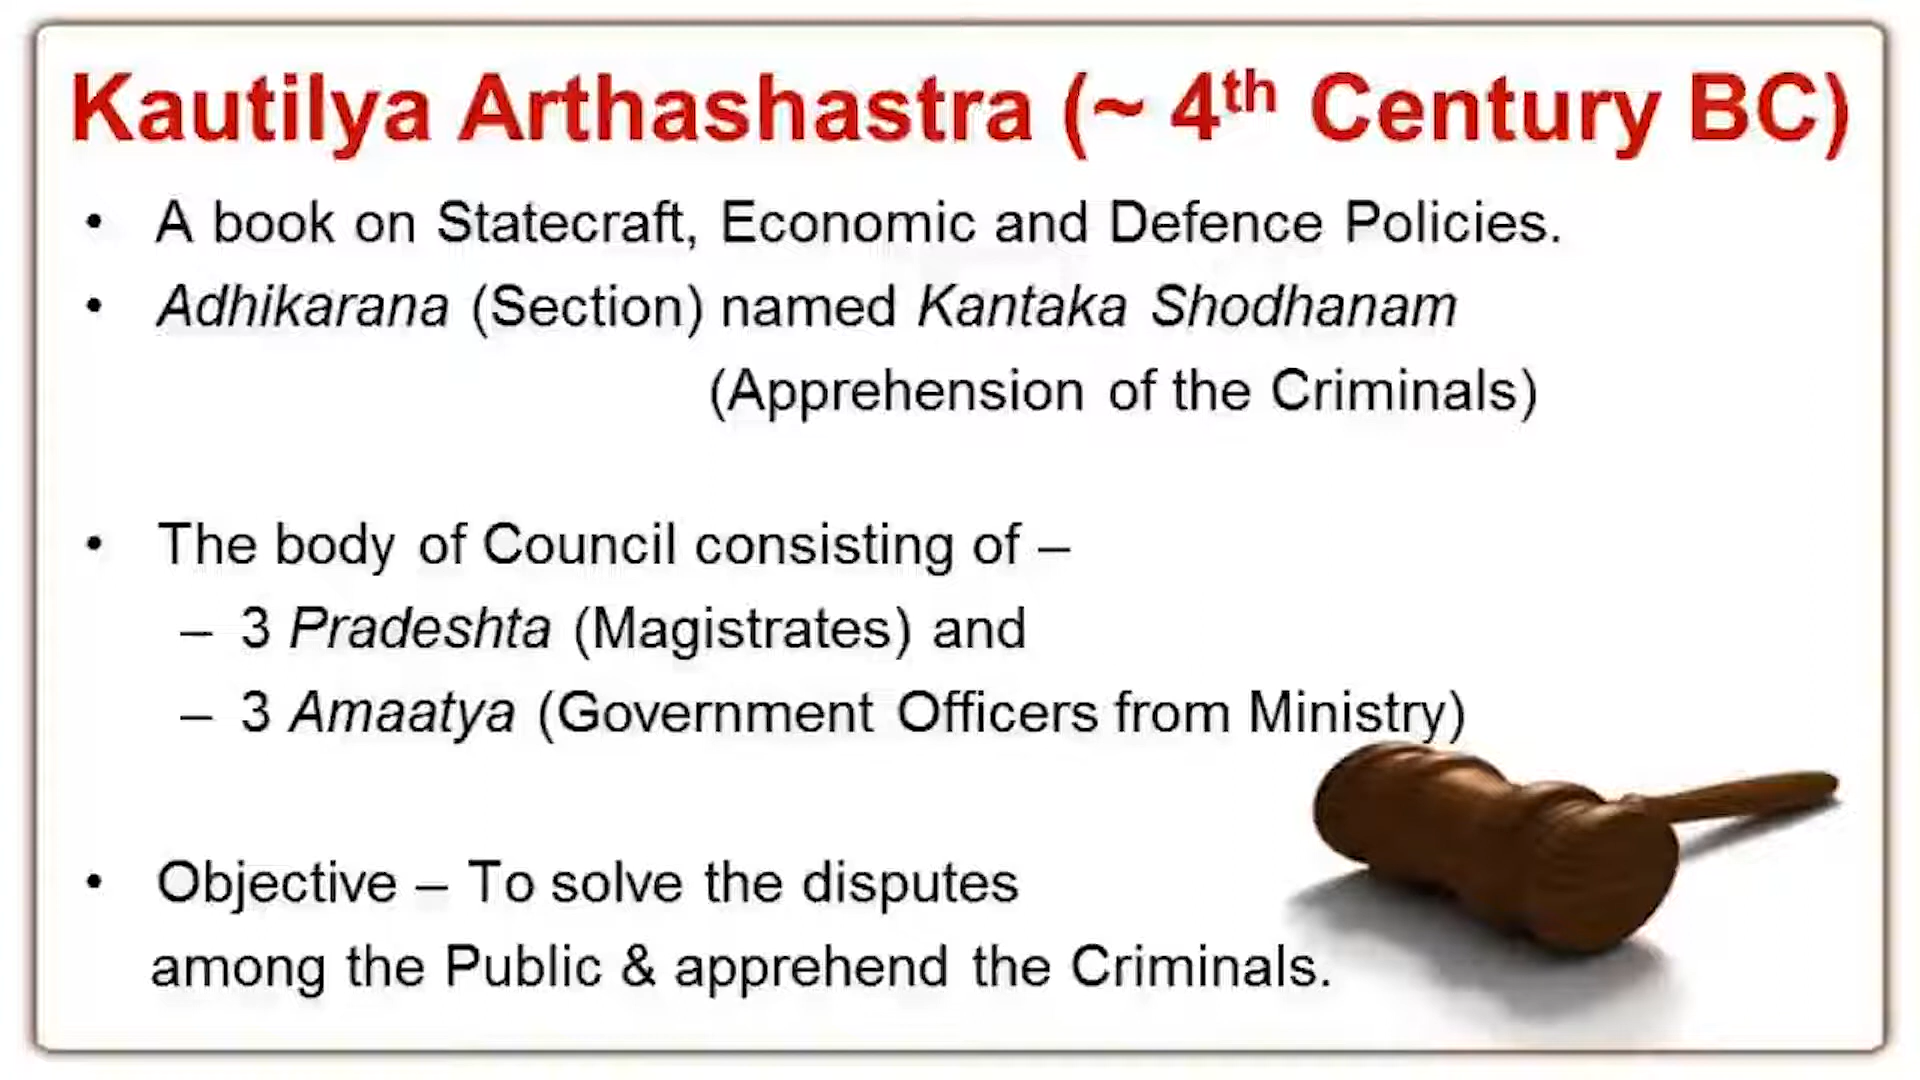 Kautilya Arthashastra (~ 4th Century BC)
• A book on Statecraft, Economic and Defence Policies.
• Adhikarana (Section) named Kantaka Shodhanam
(Apprehension of the Criminals)
• The body of Council consisting of –
– 3 Pradeshta (Magistrates) and
– 3 Amaatya (Government Officers from Ministry)
• Objective – To solve the disputes
among the Public & apprehend the Criminals.